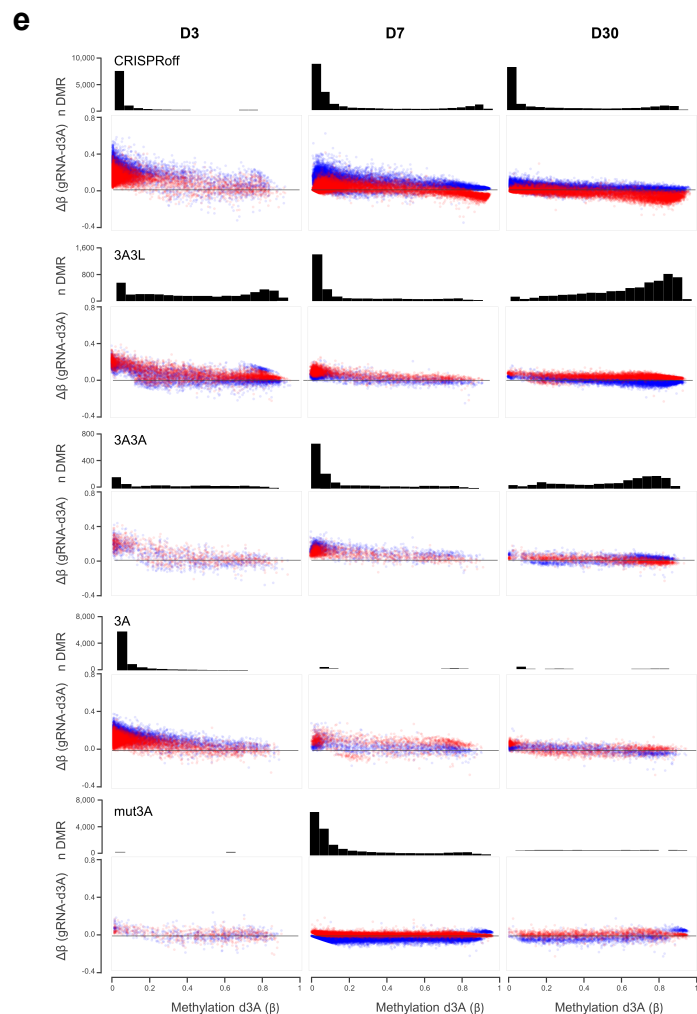 e
D3 D7 D30
CRISPRoff
n DMR
10,000
5,000
0
Δβ (gRNA-d3A)
0.8
0.4
0.0
-0.4
3A3L
n DMR
1,600
800
0
Δβ (gRNA-d3A)
0.8
0.4
0.0
-0.4
3A3A
n DMR
800
400
0
Δβ (gRNA-d3A)
0.8
0.4
0.0
-0.4
3A
n DMR
8,000
4,000
0
Δβ (gRNA-d3A)
0.8
0.4
0.0
-0.4
mut3A
n DMR
8,000
4,000
0
Δβ (gRNA-d3A)
0.8
0.4
0.0
-0.4
0 0.2 0.4 0.6 0.8 1 0 0.2 0.4 0.6 0.8 1 0 0.2 0.4 0.6 0.8 1
Methylation d3A (β) Methylation d3A (β) Methylation d3A (β)